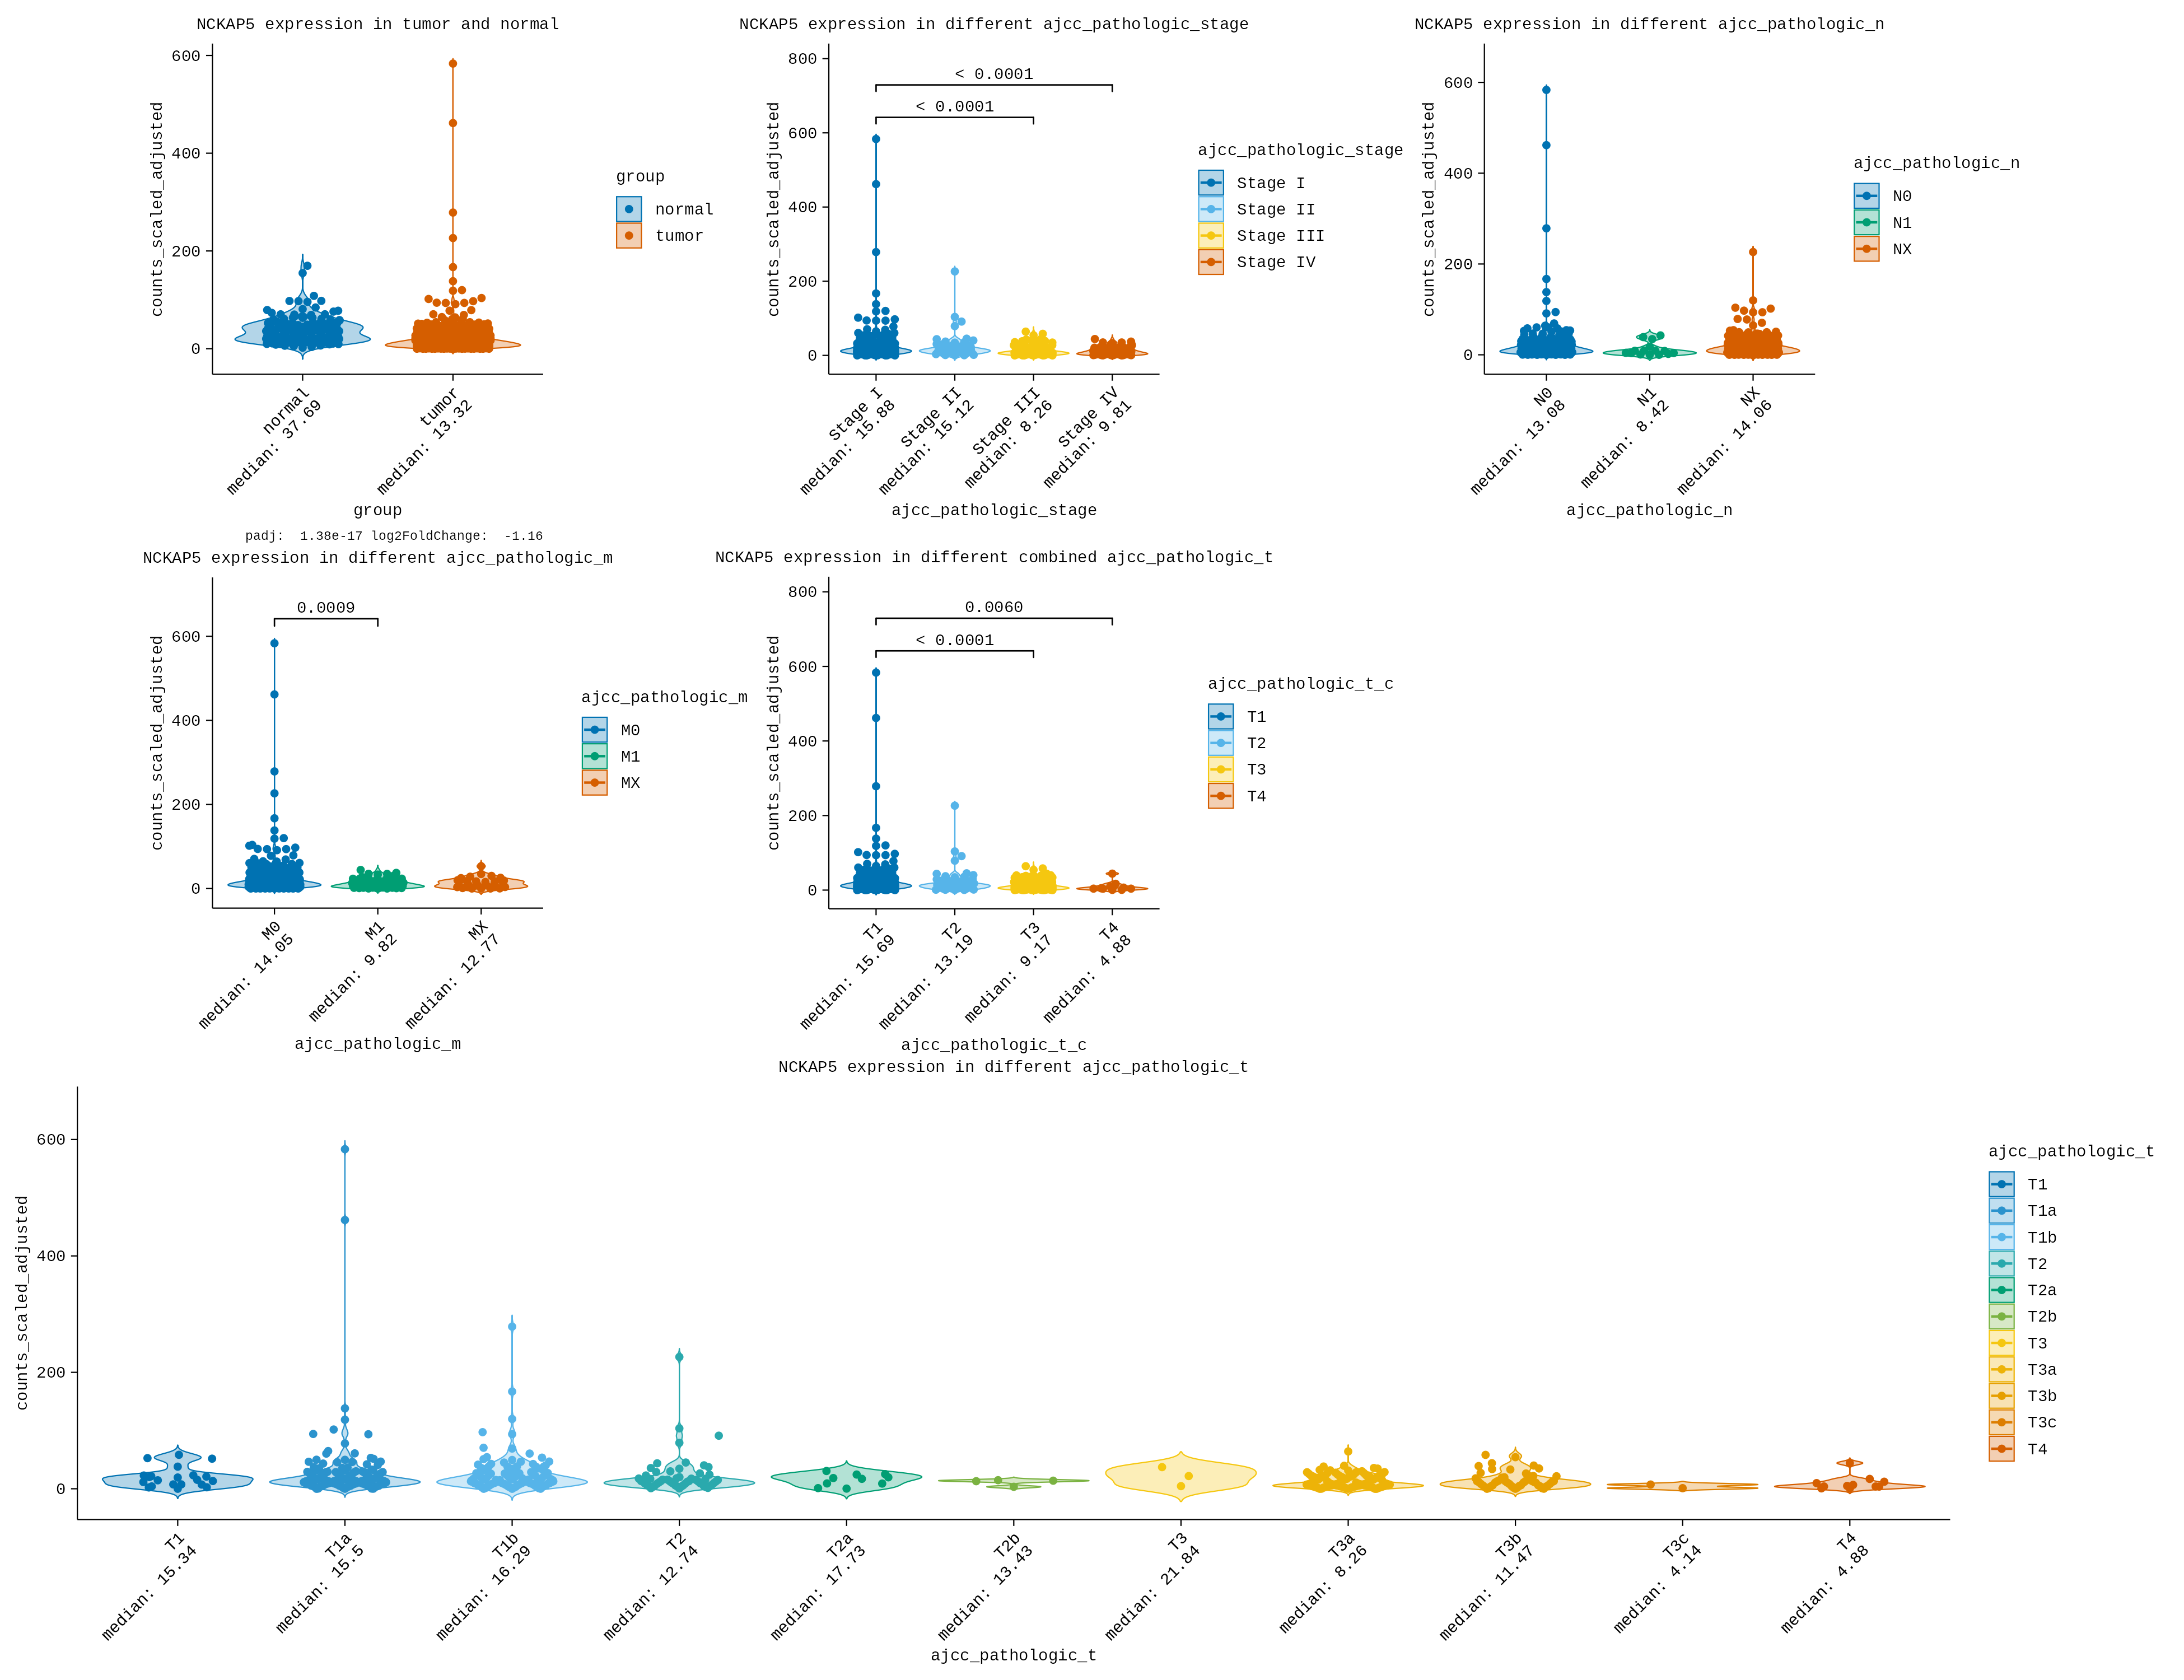 NCKAP5 expression in tumor and normal
counts_scaled_adjusted
600
400
200
0
normal
median: 37.69
tumor
median: 13.32
group
padj:  1.38e-17 log2FoldChange:  -1.16
group
normal
tumor
NCKAP5 expression in different ajcc_pathologic_stage
counts_scaled_adjusted
800
600
400
200
0
< 0.0001
< 0.0001
Stage I
median: 15.88
Stage II
median: 15.12
Stage III
median: 8.26
Stage IV
median: 9.81
ajcc_pathologic_stage
ajcc_pathologic_stage
Stage I
Stage II
Stage III
Stage IV
NCKAP5 expression in different ajcc_pathologic_n
counts_scaled_adjusted
600
400
200
0
N0
median: 13.08
N1
median: 8.42
NX
median: 14.06
ajcc_pathologic_n
ajcc_pathologic_n
N0
N1
NX
NCKAP5 expression in different ajcc_pathologic_m
counts_scaled_adjusted
600
400
200
0
0.0009
M0
median: 14.05
M1
median: 9.82
MX
median: 12.77
ajcc_pathologic_m
ajcc_pathologic_m
M0
M1
MX
NCKAP5 expression in different combined ajcc_pathologic_t
counts_scaled_adjusted
800
600
400
200
0
0.0060
< 0.0001
T1
median: 15.69
T2
median: 13.19
T3
median: 9.17
T4
median: 4.88
ajcc_pathologic_t_c
ajcc_pathologic_t_c
T1
T2
T3
T4
NCKAP5 expression in different ajcc_pathologic_t
counts_scaled_adjusted
600
400
200
0
T1
median: 15.34
T1a
median: 15.5
T1b
median: 16.29
T2
median: 12.74
T2a
median: 17.73
T2b
median: 13.43
T3
median: 21.84
T3a
median: 8.26
T3b
median: 11.47
T3c
median: 4.14
T4
median: 4.88
ajcc_pathologic_t
ajcc_pathologic_t
T1
T1a
T1b
T2
T2a
T2b
T3
T3a
T3b
T3c
T4